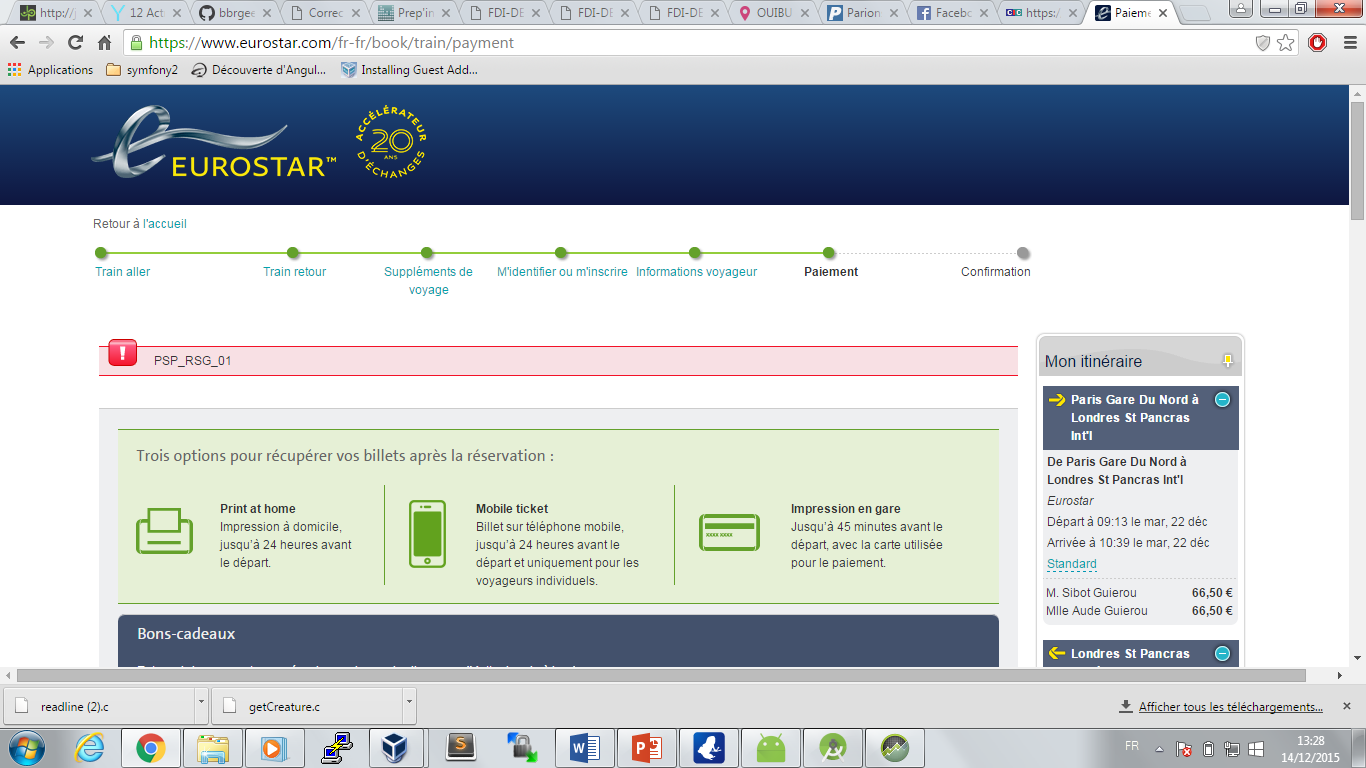 http://j
12 Acti
bbrgee
Correc
Prep'in
FDI-DE
FDI-DE
FDI-DE
OUIBU
Parion
Facebo
https:/
Paieme
https://www.eurostar.com/fr-fr/book/train/payment
Applications
symfony2
Découverte d'Angul...
Installing Guest Add...
EUROSTAR™
ACCÉLÉRATEUR
20
ANS
D'ÉCHANGES
Retour à l'accueil
Train aller
Train retour
Suppléments de
voyage
M'identifier ou m'inscrire
Informations voyageur
Paiement
Confirmation
PSP_RSG_01
Trois options pour récupérer vos billets après la réservation :
Print at home
Impression à domicile,
jusqu'à 24 heures avant
le départ.
Mobile ticket
Billet sur téléphone mobile,
jusqu'à 24 heures avant le
départ et uniquement pour les
voyageurs individuels.
Impression en gare
Jusqu'à 45 minutes avant le
départ, avec la carte utilisée
pour le paiement.
Bons-cadeaux
Mon itinéraire
Paris Gare Du Nord à
Londres St Pancras
Int'l
De Paris Gare Du Nord à
Londres St Pancras Int'l
Eurostar
Départ à 09:13 le mar, 22 déc
Arrivée à 10:39 le mar, 22 déc
Standard
M. Sibot Guierou 66,50 €
Mlle Aude Guierou 66,50 €
Londres St Pancras
readline (2).c
getCreature.c
Afficher tous les téléchargements...
FR
13:28
14/12/2015